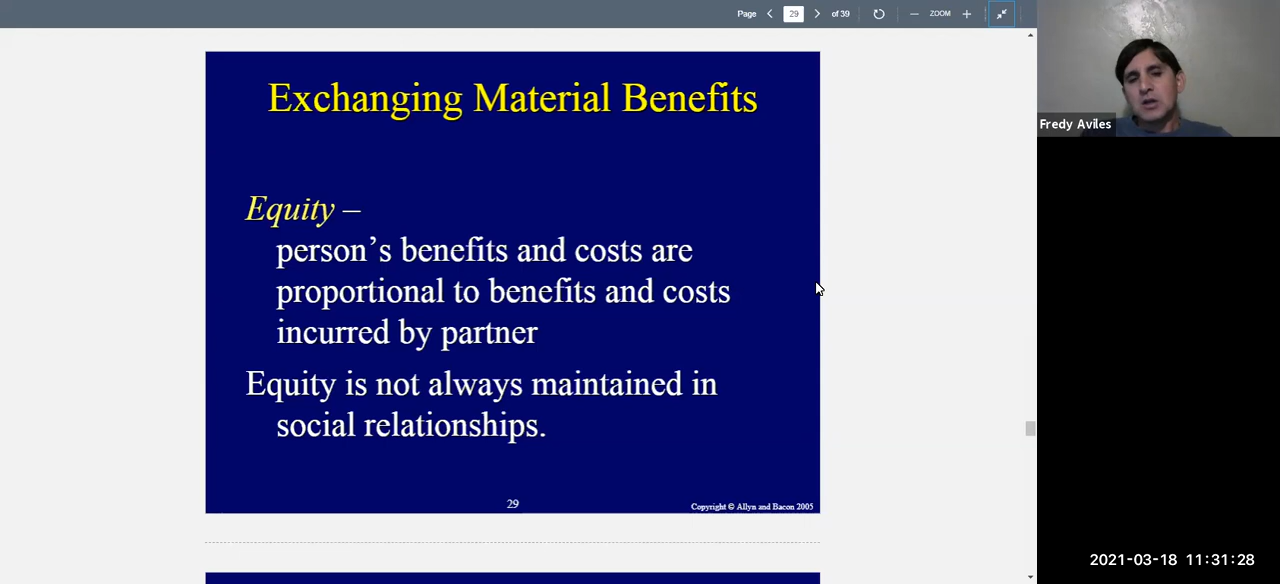 Page 29 of 39 ZOOM
Exchanging Material Benefits
Equity –
person’s benefits and costs are
proportional to benefits and costs
incurred by partner
Equity is not always maintained in
social relationships.
29
Copyright © Allyn and Bacon 2005
Fredy Aviles
2021-03-18 11:31:28